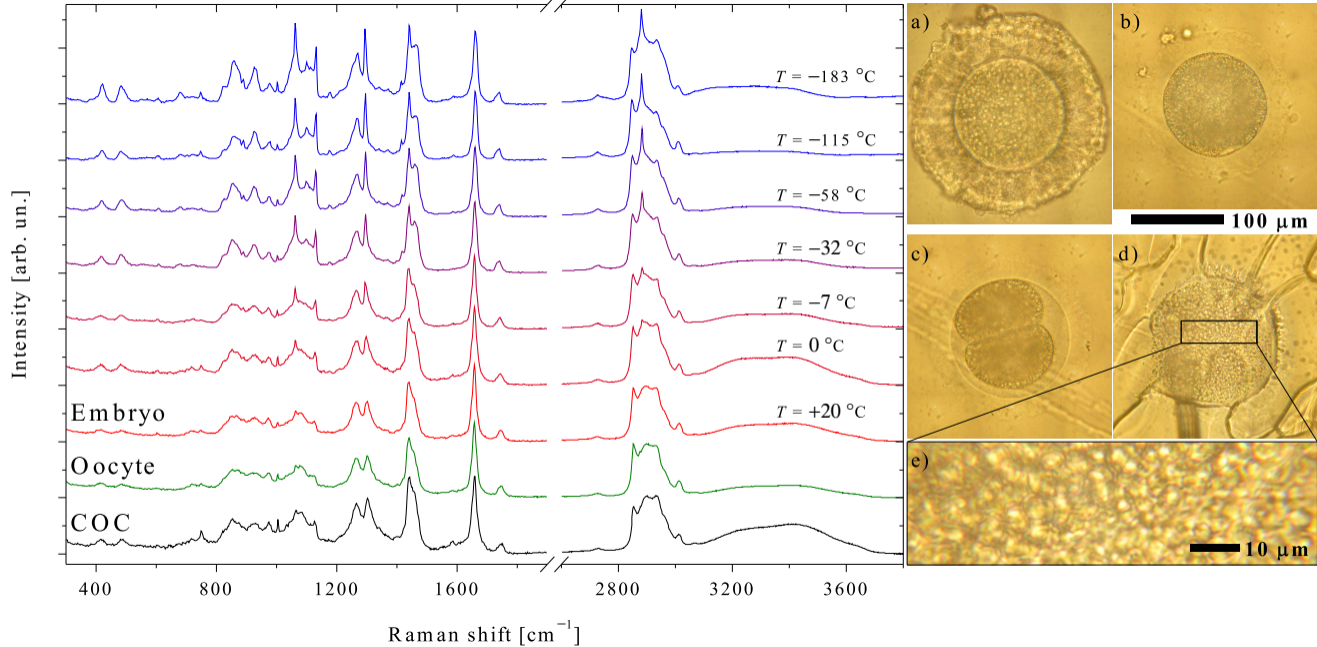 Intensity [arb. un.]
T = −183 °C
T = −115 °C
T = −58 °C
T = −32 °C
T = −7 °C
T = 0 °C
T = +20 °C
Embryo
Oocyte
COC
400 800 1200 1600 2800 3200 3600
Raman shift [cm⁻¹]
a)
b)
100 μm
c)
d)
e)
10 μm